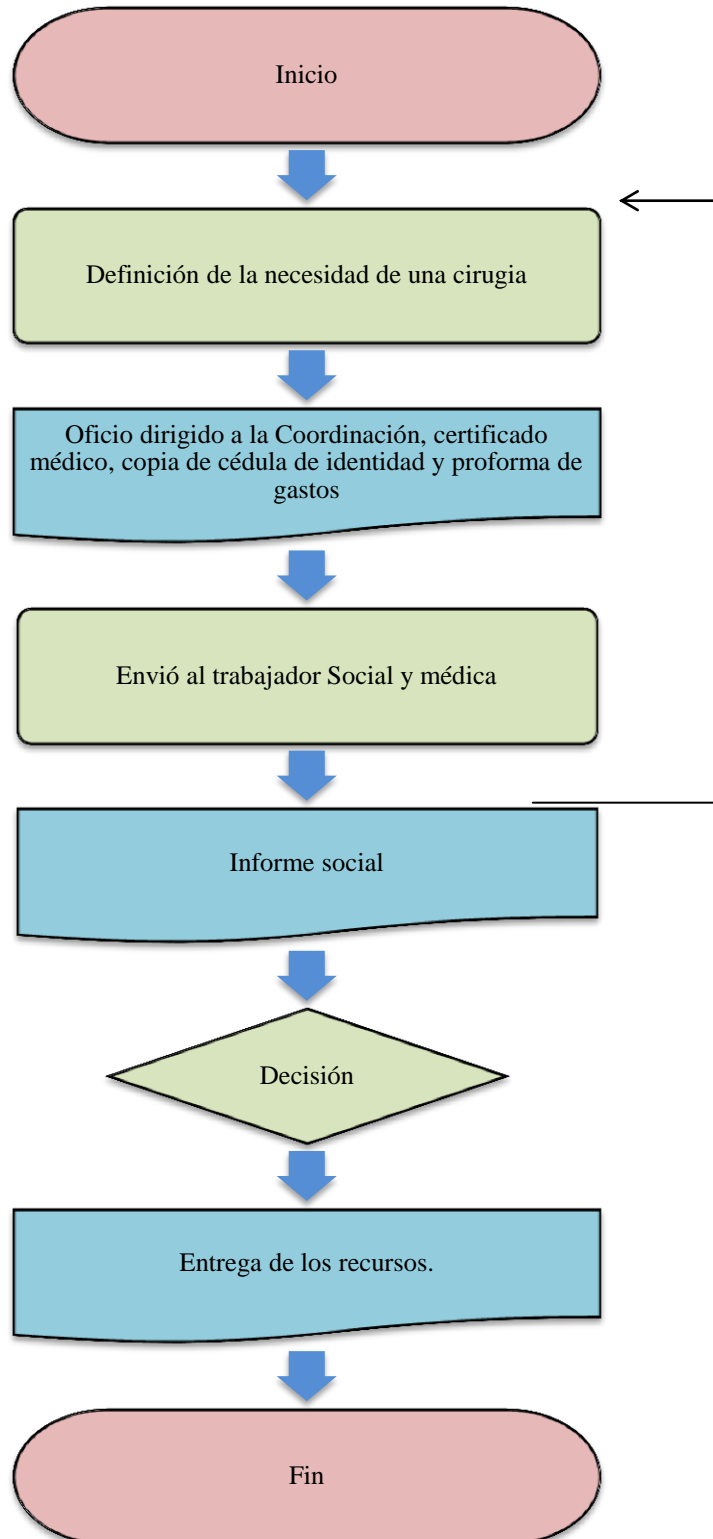 Inicio
Definición de la necesidad de una cirugia
Oficio dirigido a la Coordinación, certificado
médico, copia de cédula de identidad y proforma de
gastos
Envió al trabajador Social y médica
Informe social
Decisión
Entrega de los recursos.
Fin